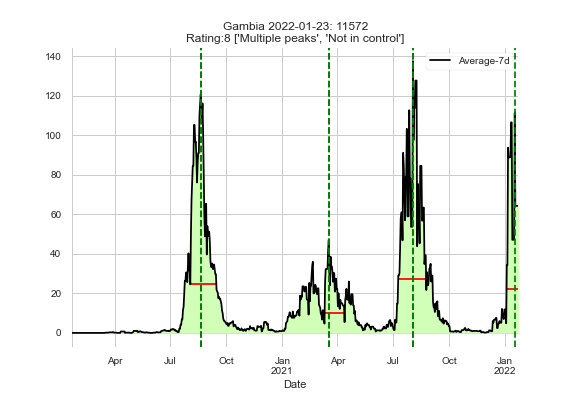 Gambia 2022-01-23: 11572
Rating:8 ['Multiple peaks', 'Not in control']
Average-7d
140
120
100
80
60
40
20
0
Apr Jul Oct Jan Apr Jul Oct Jan
2021 2022
Date